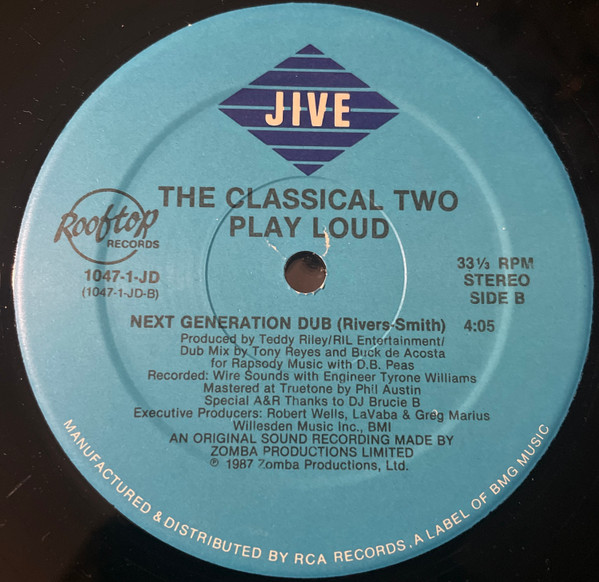 JIVE
THE CLASSICAL TWO
PLAY LOUD
Rooftop
RECORDS
1047-1-JD
(1047-1-JD-B)
33⅓ RPM
STEREO
SIDE B
NEXT GENERATION DUB (Rivers-Smith) 4:05
Produced by Teddy Riley/RIL Entertainment/
Dub Mix by Tony Reyes and Buck de Acosta
for Rapsody Music with D.B. Peas
Recorded: Wire Sounds with Engineer Tyrone Williams
Mastered at Truetone by Phil Austin
Special A&R Thanks to DJ Brucie B
Executive Producers: Robert Wells, LaVaba & Greg Marius
Willesden Music Inc., BMI
AN ORIGINAL SOUND RECORDING MADE BY
ZOMBA PRODUCTIONS LIMITED
℗ 1987 Zomba Productions, Ltd.
MANUFACTURED & DISTRIBUTED BY RCA RECORDS. A LABEL OF BMG MUSIC